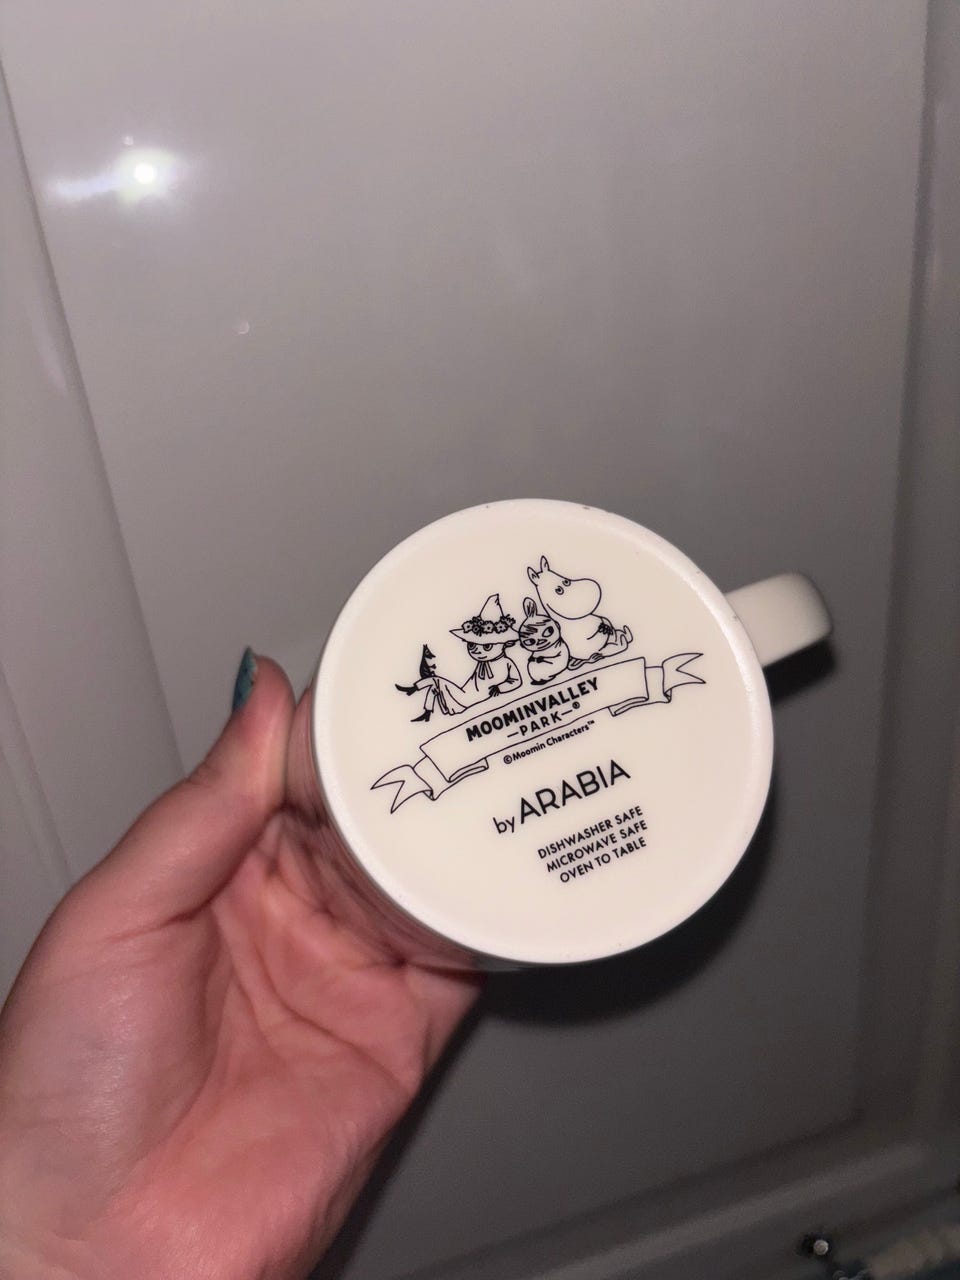 MOOMINVALLEY
—PARK—®
©Moomin Characters™
by ARABIA
DISHWASHER SAFE
MICROWAVE SAFE
OVEN TO TABLE